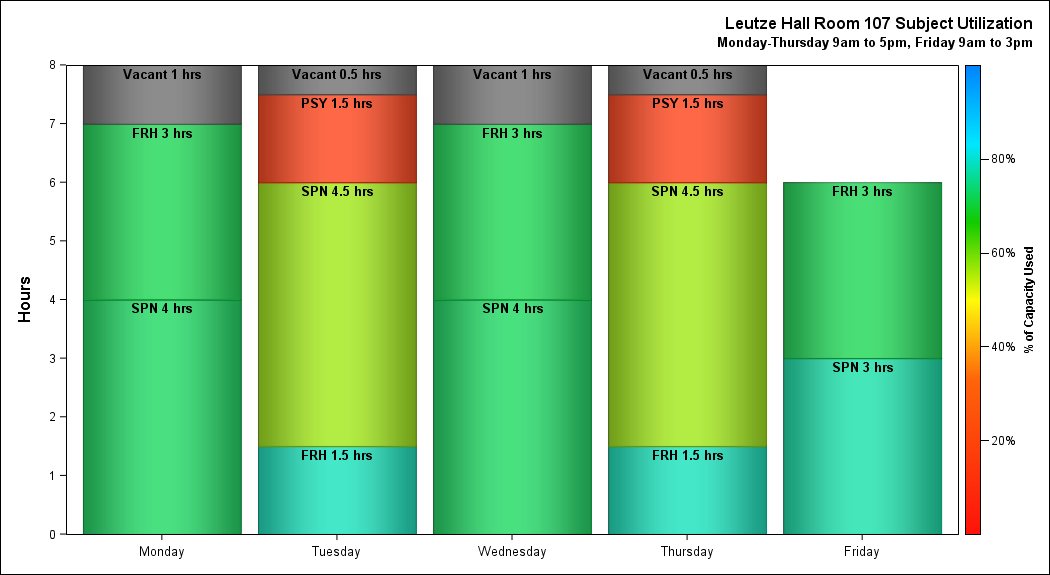 Leutze Hall Room 107 Subject Utilization
Monday-Thursday 9am to 5pm, Friday 9am to 3pm
Hours
8
7
6
5
4
3
2
1
0
Vacant 1 hrs
FRH 3 hrs
SPN 4 hrs
Vacant 0.5 hrs
PSY 1.5 hrs
SPN 4.5 hrs
FRH 1.5 hrs
Vacant 1 hrs
FRH 3 hrs
SPN 4 hrs
Vacant 0.5 hrs
PSY 1.5 hrs
SPN 4.5 hrs
FRH 1.5 hrs
FRH 3 hrs
SPN 3 hrs
Monday
Tuesday
Wednesday
Thursday
Friday
80%
60%
40%
20%
% of Capacity Used